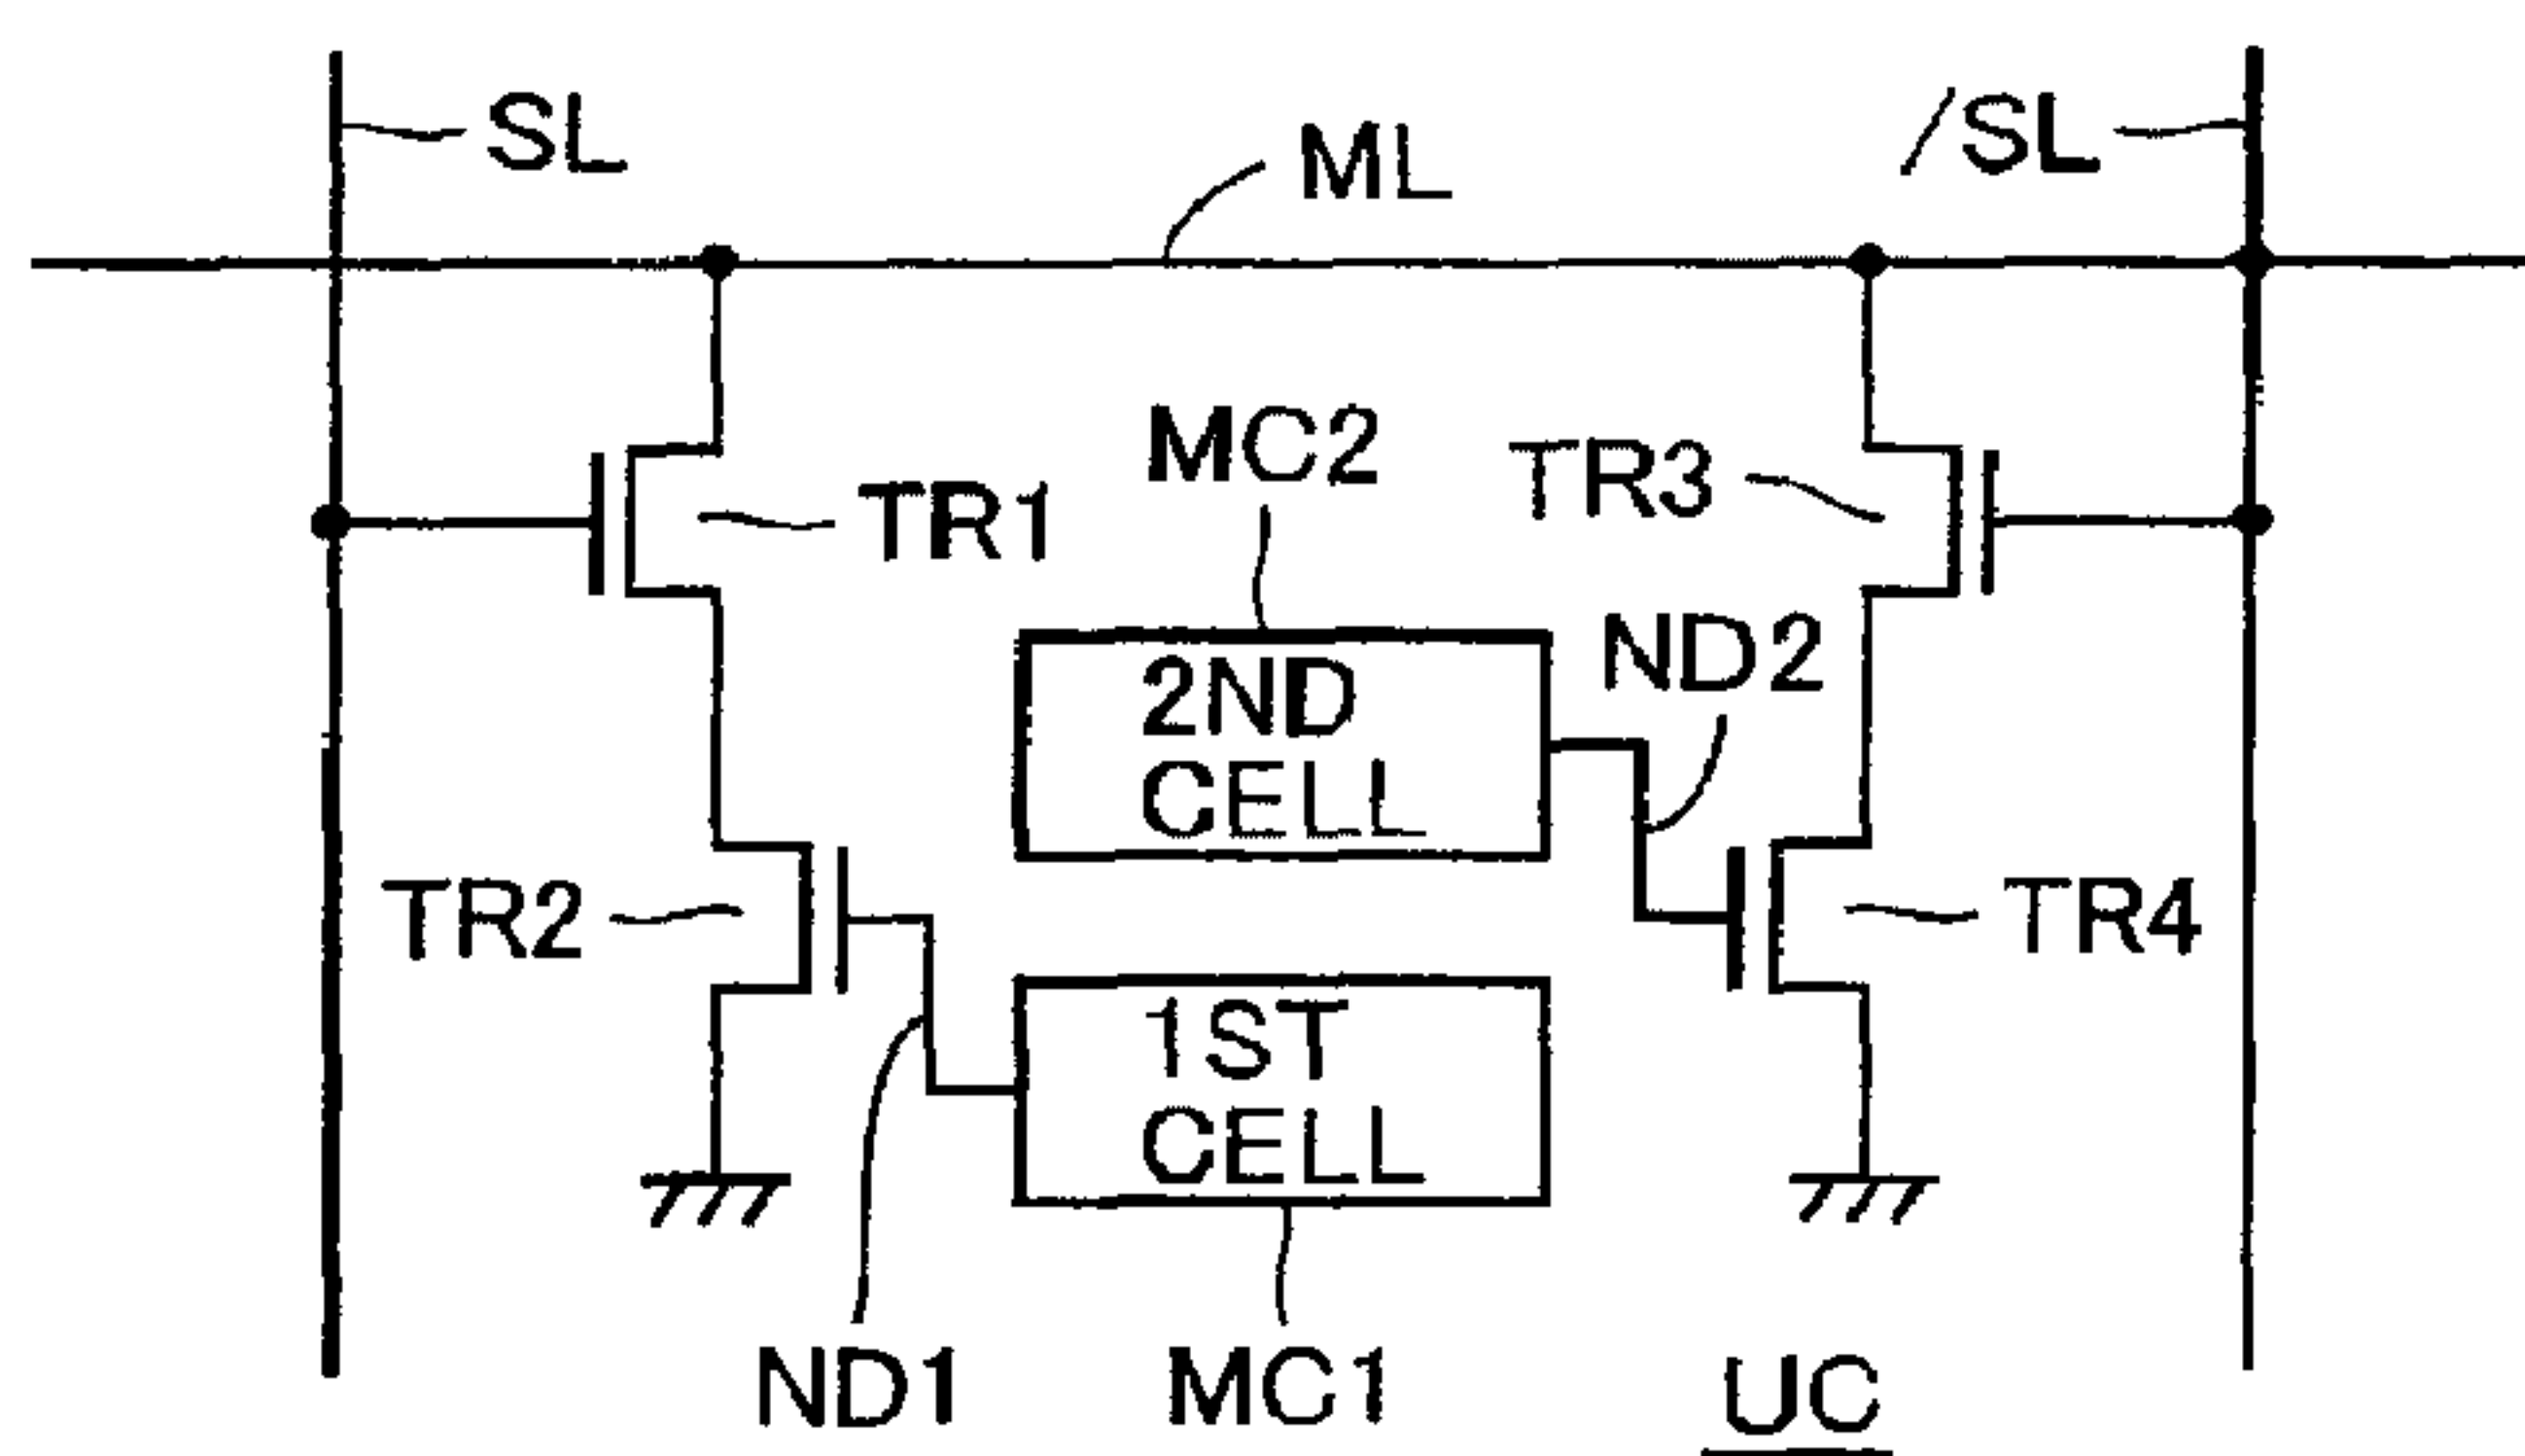 SL
/SL
ML
MC2
TR3
TR1
ND2
2ND
CELL
TR2
TR4
1ST
CELL
ND1
MC1
UC